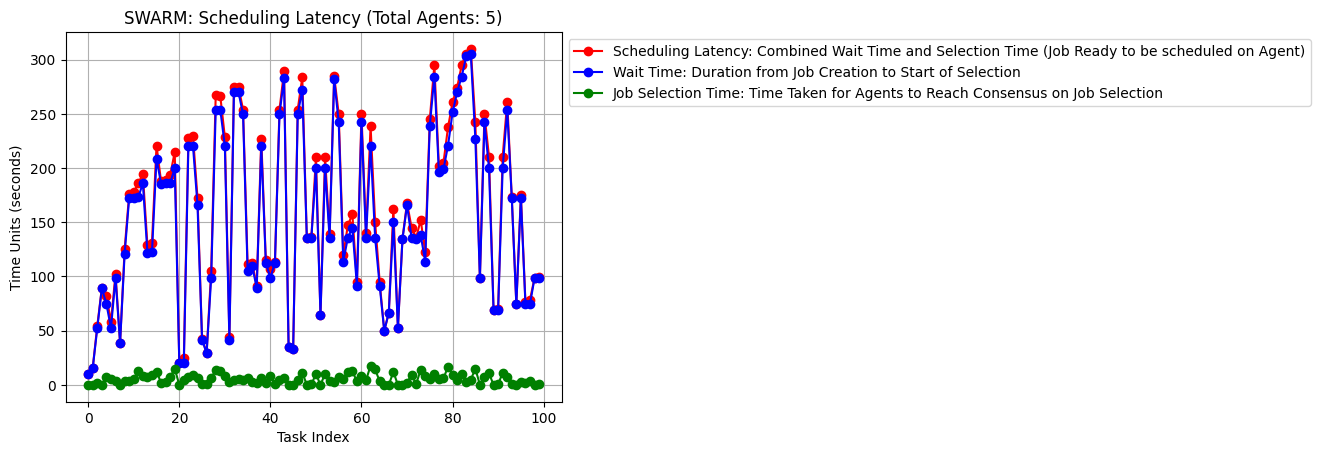 SWARM: Scheduling Latency (Total Agents: 5)
Scheduling Latency: Combined Wait Time and Selection Time (Job Ready to be scheduled on Agent)
Wait Time: Duration from Job Creation to Start of Selection
Job Selection Time: Time Taken for Agents to Reach Consensus on Job Selection
Time Units (seconds)
300
250
200
150
100
50
0
0 20 40 60 80 100
Task Index